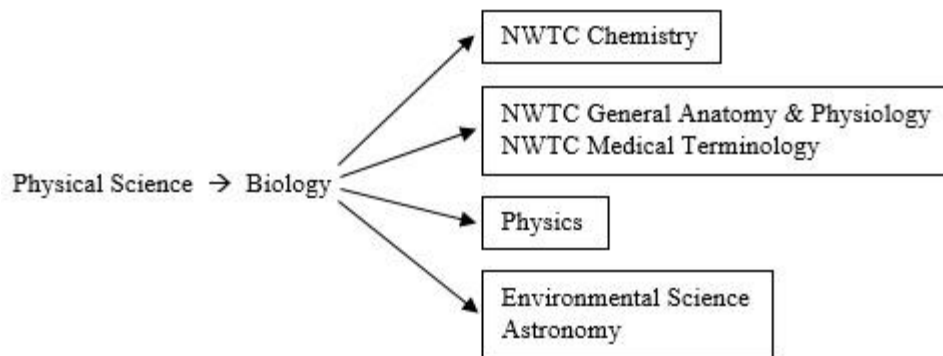 NWTC Chemistry
NWTC General Anatomy & Physiology
NWTC Medical Terminology
Physical Science → Biology
Physics
Environmental Science
Astronomy